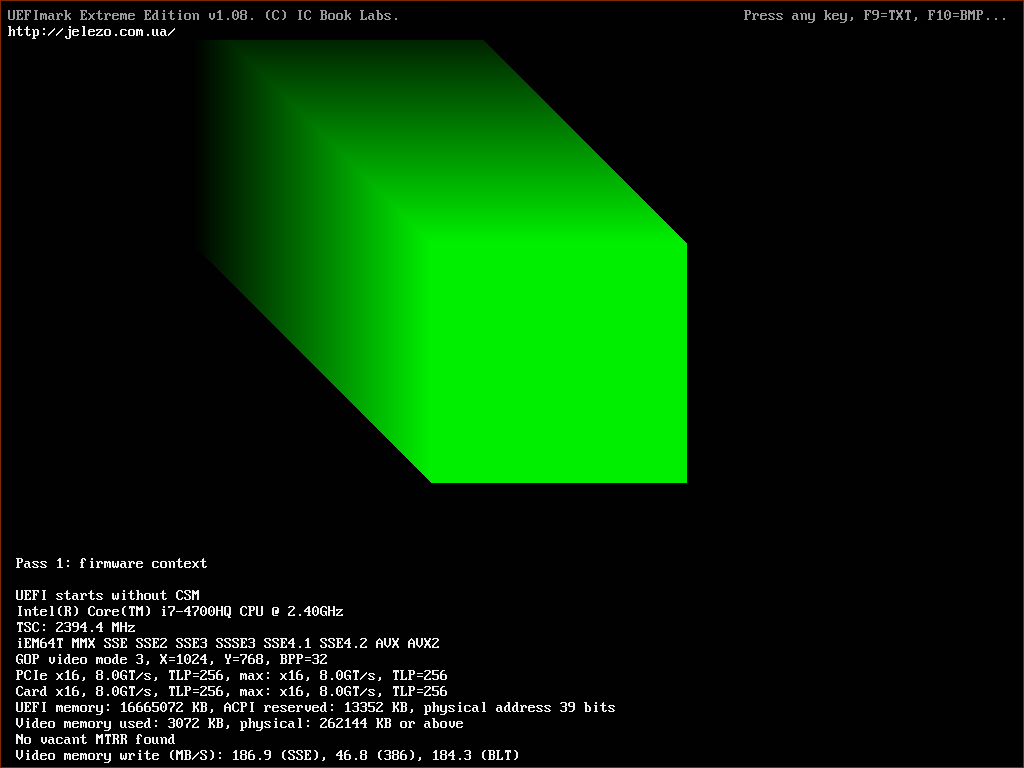 UEFImark Extreme Edition v1.08. (C) IC Book Labs.
Press any key, F9=TXT, F10=BMP...
http://jelezo.com.ua/
Pass 1: firmware context
UEFI starts without CSM
Intel(R) Core(TM) i7-4700HQ CPU @ 2.40GHz
TSC: 2394.4 MHz
iEM64T MMX SSE SSE2 SSE3 SSSE3 SSE4.1 SSE4.2 AVX AVX2
GOP video mode 3, X=1024, Y=768, BPP=32
PCIe x16, 8.0GT/s, TLP=256, max: x16, 8.0GT/s, TLP=256
Card x16, 8.0GT/s, TLP=256, max: x16, 8.0GT/s, TLP=256
UEFI memory: 16665072 KB, ACPI reserved: 13352 KB, physical address 39 bits
Video memory used: 3072 KB, physical: 262144 KB or above
No vacant MTRR found
Video memory write (MB/S): 186.9 (SSE), 46.8 (386), 184.3 (BLT)